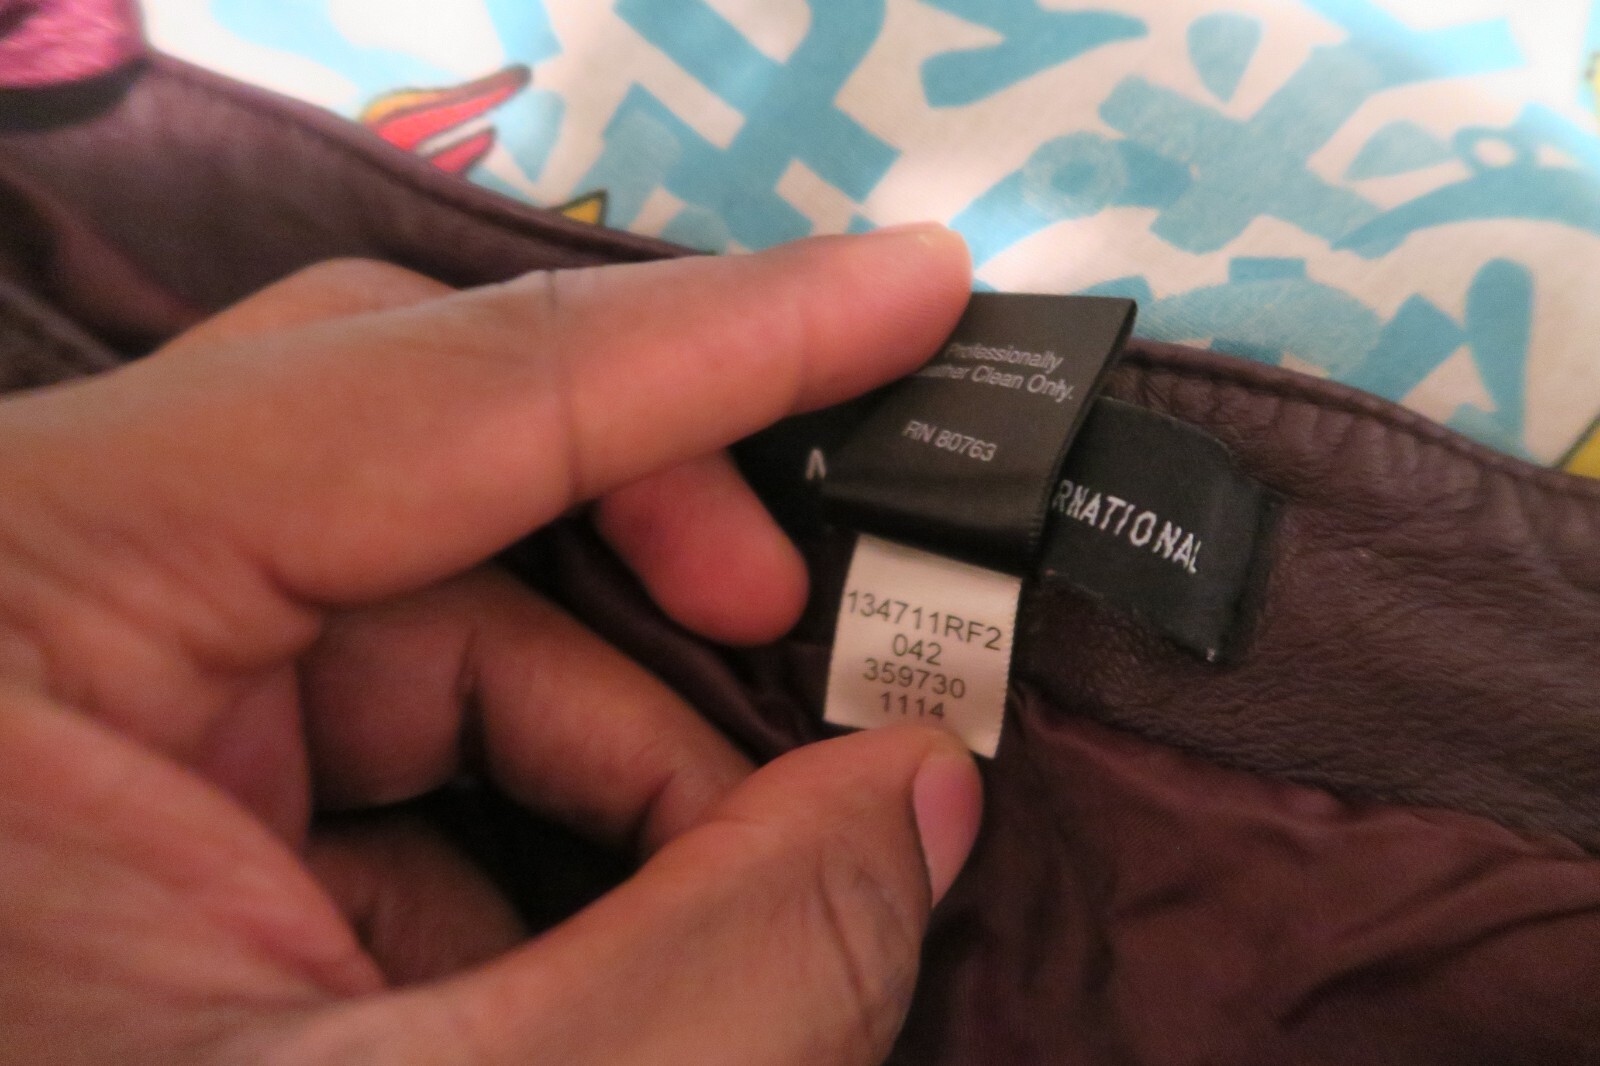 Professionally
Leather Clean Only.
RN 80763
RNATIONAL
134711RF2
042
359730
1114